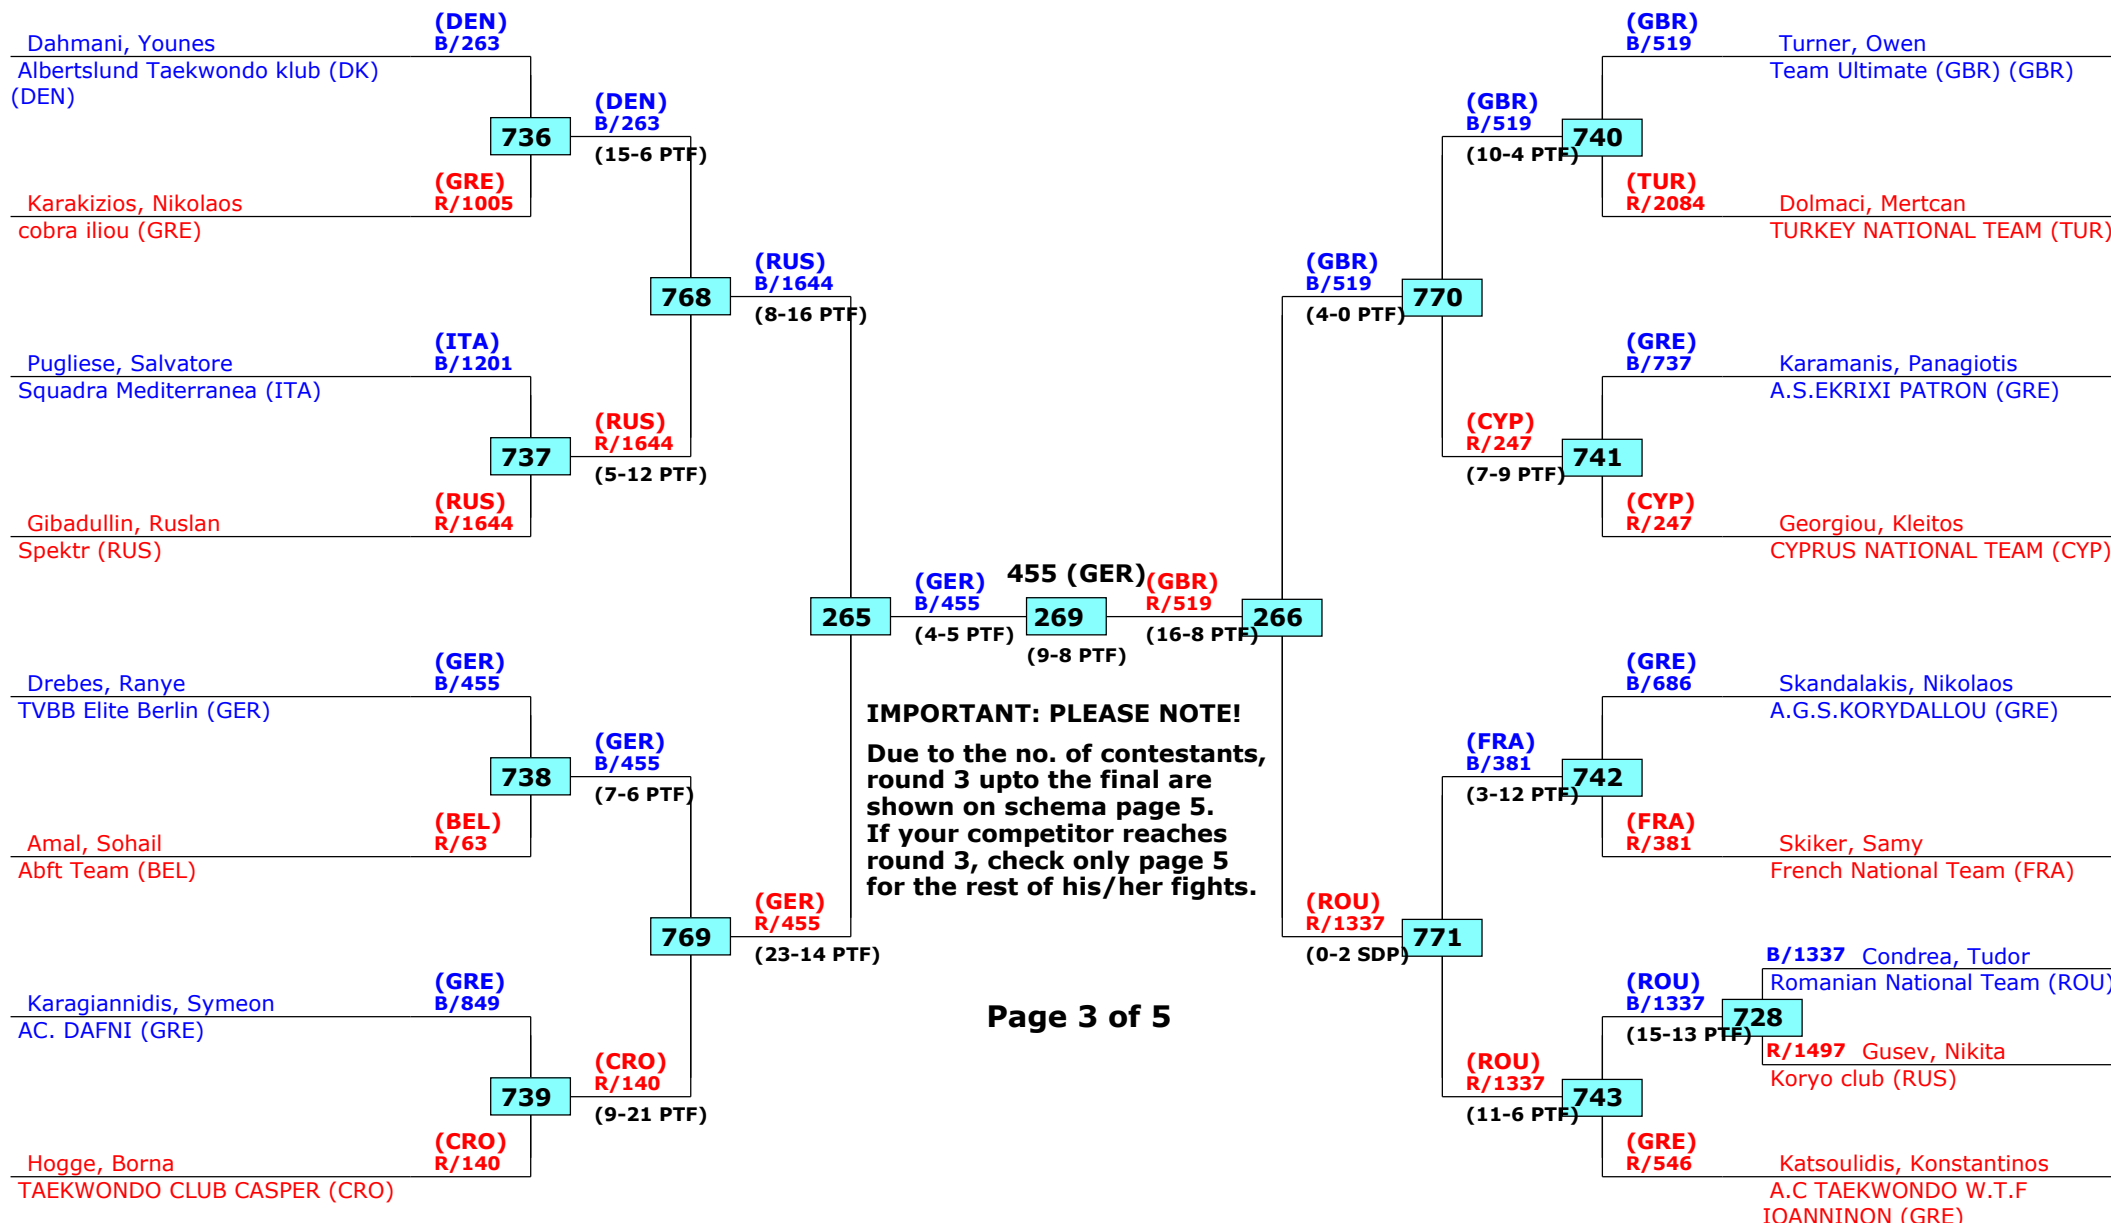 (DEN)
Dahmani, Younes B/263
Albertslund Taekwondo klub (DK)
(DEN)
736
(DEN)
B/263
(15-6 PTF)
(GRE)
Karakizios, Nikolaos R/1005
cobra iliou (GRE)
768
(RUS)
B/1644
(8-16 PTF)
(ITA)
Pugliese, Salvatore B/1201
Squadra Mediterranea (ITA)
737
(RUS)
R/1644
(5-12 PTF)
(RUS)
Gibadullin, Ruslan R/1644
Spektr (RUS)
265
(GER)
B/455
(4-5 PTF)
455 (GER)
269
(9-8 PTF)
(GBR)
R/519
(16-8 PTF)
266
(GER)
Drebes, Ranye B/455
TVBB Elite Berlin (GER)
738
(GER)
B/455
(7-6 PTF)
(BEL)
Amal, Sohail R/63
Abft Team (BEL)
769
(GER)
R/455
(23-14 PTF)
(GRE)
Karagiannidis, Symeon B/849
AC. DAFNI (GRE)
739
(CRO)
R/140
(9-21 PTF)
(CRO)
Hogge, Borna R/140
TAEKWONDO CLUB CASPER (CRO)
IMPORTANT: PLEASE NOTE!
Due to the no. of contestants,
round 3 upto the final are
shown on schema page 5.
If your competitor reaches
round 3, check only page 5
for the rest of his/her fights.
Page 3 of 5
(GBR)
B/519 Turner, Owen
Team Ultimate (GBR) (GBR)
(GBR)
B/519
(10-4 PTF)
740
(TUR)
R/2084 Dolmaci, Mertcan
TURKEY NATIONAL TEAM (TUR)
(GBR)
B/519
(4-0 PTF)
770
(GRE)
B/737 Karamanis, Panagiotis
A.S.EKRIXI PATRON (GRE)
(CYP)
R/247
(7-9 PTF)
741
(CYP)
R/247 Georgiou, Kleitos
CYPRUS NATIONAL TEAM (CYP)
(GRE)
B/686 Skandalakis, Nikolaos
A.G.S.KORYDALLOU (GRE)
(FRA)
B/381
(3-12 PTF)
742
(FRA)
R/381 Skiker, Samy
French National Team (FRA)
(ROU)
R/1337
(0-2 SDP)
771
B/1337 Condrea, Tudor
Romanian National Team (ROU)
(ROU)
B/1337
(15-13 PTF)
728
R/1497 Gusev, Nikita
Koryo club (RUS)
(ROU)
R/1337
(11-6 PTF)
743
(GRE)
R/546 Katsoulidis, Konstantinos
A.C TAEKWONDO W.T.F
IOANNINON (GRE)